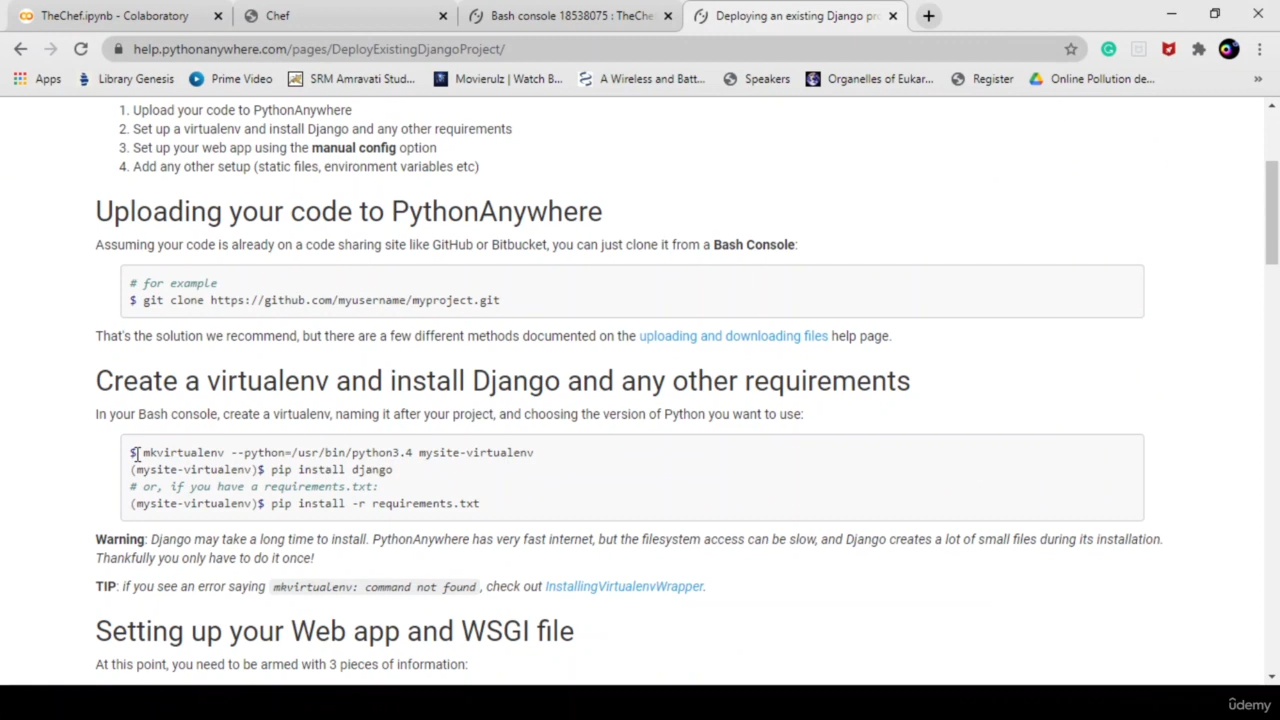 TheChef.ipynb - Colaboratory
Chef
Bash console 18538075 : TheChe
Deploying an existing Django pro
help.pythonanywhere.com/pages/DeployExistingDjangoProject/
Apps
Library Genesis
Prime Video
SRM Amravati Stud...
Movierulz | Watch B...
A Wireless and Batt...
Speakers
Organelles of Eukar...
Register
Online Pollution de...
»
1. Upload your code to PythonAnywhere
2. Set up a virtualenv and install Django and any other requirements
3. Set up your web app using the manual config option
4. Add any other setup (static files, environment variables etc)
Uploading your code to PythonAnywhere
Assuming your code is already on a code sharing site like GitHub or Bitbucket, you can just clone it from a Bash Console:
# for example
$ git clone https://github.com/myusername/myproject.git
That's the solution we recommend, but there are a few different methods documented on the uploading and downloading files help page.
Create a virtualenv and install Django and any other requirements
In your Bash console, create a virtualenv, naming it after your project, and choosing the version of Python you want to use:
$ mkvirtualenv --python=/usr/bin/python3.4 mysite-virtualenv
(mysite-virtualenv)$ pip install django
# or, if you have a requirements.txt:
(mysite-virtualenv)$ pip install -r requirements.txt
Warning: Django may take a long time to install. PythonAnywhere has very fast internet, but the filesystem access can be slow, and Django creates a lot of small files during its installation.
Thankfully you only have to do it once!
TIP: if you see an error saying mkvirtualenv: command not found, check out InstallingVirtualenvWrapper.
Setting up your Web app and WSGI file
At this point, you need to be armed with 3 pieces of information:
ûdemy